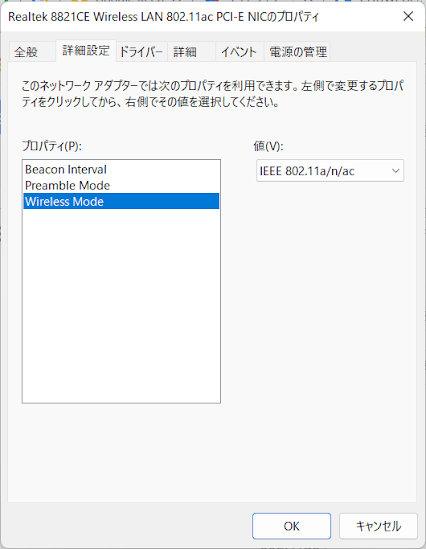 Realtek 8821CE Wireless LAN 802.11ac PCI-E NICのプロパティ
全般 詳細設定 ドライバー 詳細 イベント 電源の管理
このネットワーク アダプターでは次のプロパティを利用できます。左側で変更するプロパ
ティをクリックしてから、右側でその値を選択してください。
プロパティ(P): 値(V):
Beacon Interval IEEE 802.11a/n/ac
Preamble Mode
Wireless Mode
OK キャンセル